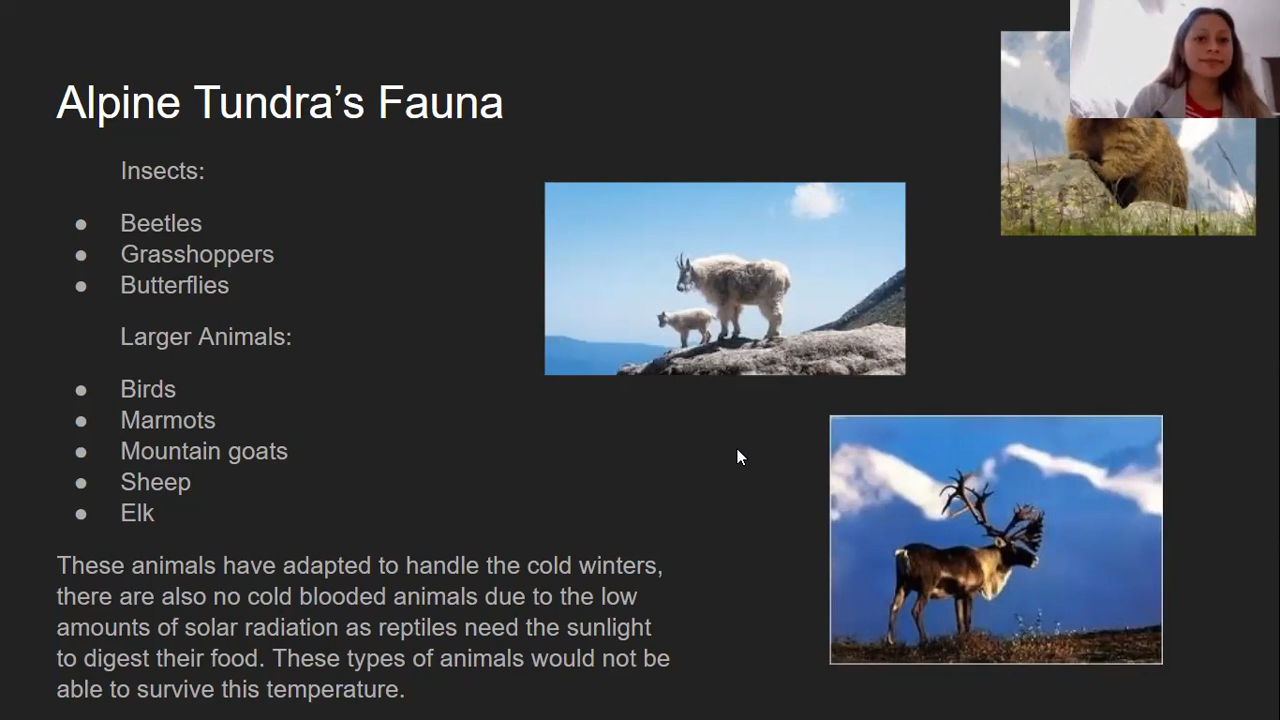 Alpine Tundra’s Fauna
Insects:
● Beetles
● Grasshoppers
● Butterflies
Larger Animals:
● Birds
● Marmots
● Mountain goats
● Sheep
● Elk
These animals have adapted to handle the cold winters,
there are also no cold blooded animals due to the low
amounts of solar radiation as reptiles need the sunlight
to digest their food. These types of animals would not be
able to survive this temperature.